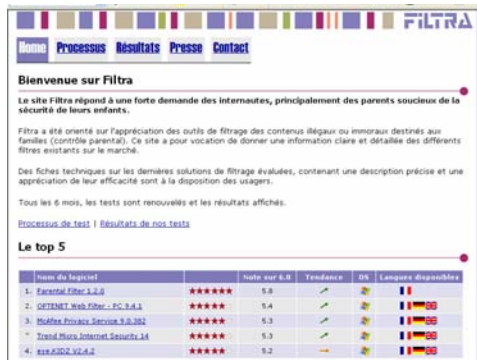 FiLTRA
Home Processus Résultats Presse Contact
Bienvenue sur Filtra
Le site Filtra répond à une forte demande des internautes, principalement des parents soucieux de la
sécurité de leurs enfants.
Filtra a été orienté sur l'appréciation des outils de filtrage des contenus illégaux ou immoraux destinés aux
familles (contrôle parental). Ce site a pour vocation de donner une information claire et détaillée des différents
filtres existants sur le marché.
Des fiches techniques sur les dernières solutions de filtrage évaluées, contenant une description précise et une
appréciation de leur efficacité sont à la disposition des usagers.
Tous les 6 mois, les tests sont renouvelés et les résultats affichés.
Processus de test | Résultats de nos tests
Le top 5
Nom du logiciel Note sur 6.0 Tendance OS Langues disponibles
1. Parental Filter 1.2.0 ★★★★★★ 5.8
2. OPTENET Web Filter - PC 9.4.1 ★★★★★ 5.4
3. McAfee Privacy Service 9.0.382 ★★★★★ 5.3
" Trend Micro Internet Security 14 ★★★★★ 5.3
4. eye.KIDZ V2.4.2 ★★★★★ 5.2